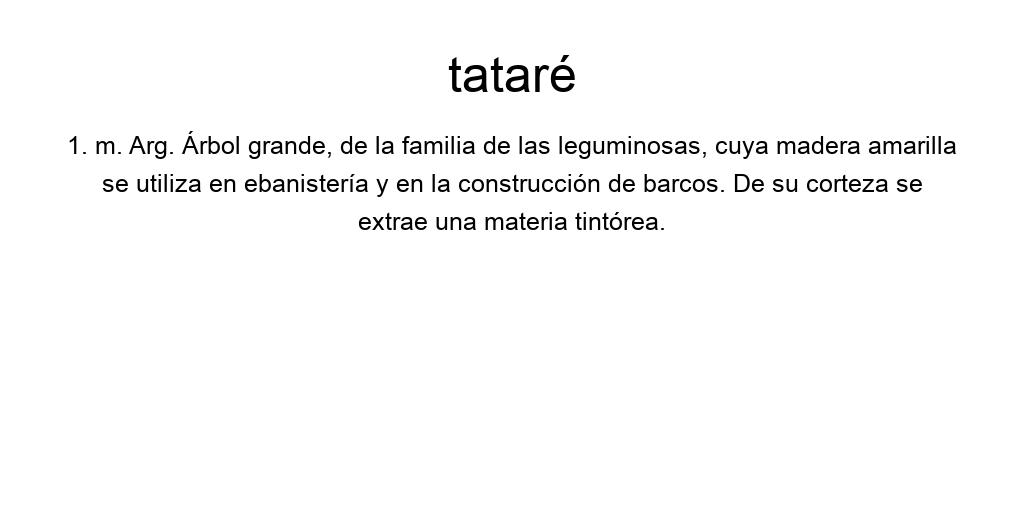 tataré
1. m. Arg. Árbol grande, de la familia de las leguminosas, cuya madera amarilla
se utiliza en ebanistería y en la construcción de barcos. De su corteza se
extrae una materia tintórea.